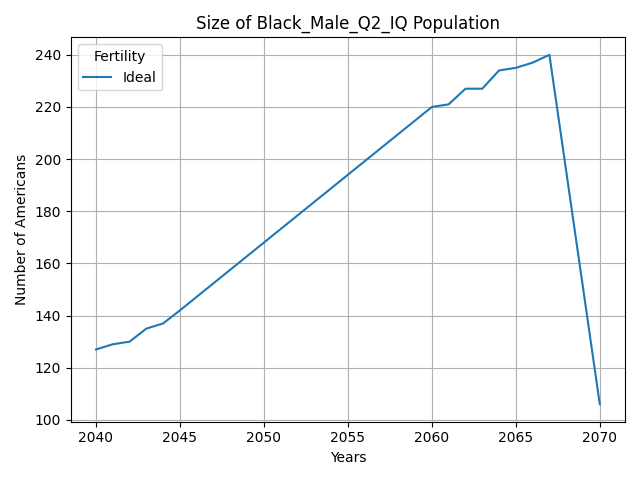 Size of Black_Male_Q2_IQ Population
Fertility
Ideal
240
220
200
180
160
140
120
100
Number of Americans
2040 2045 2050 2055 2060 2065 2070
Years